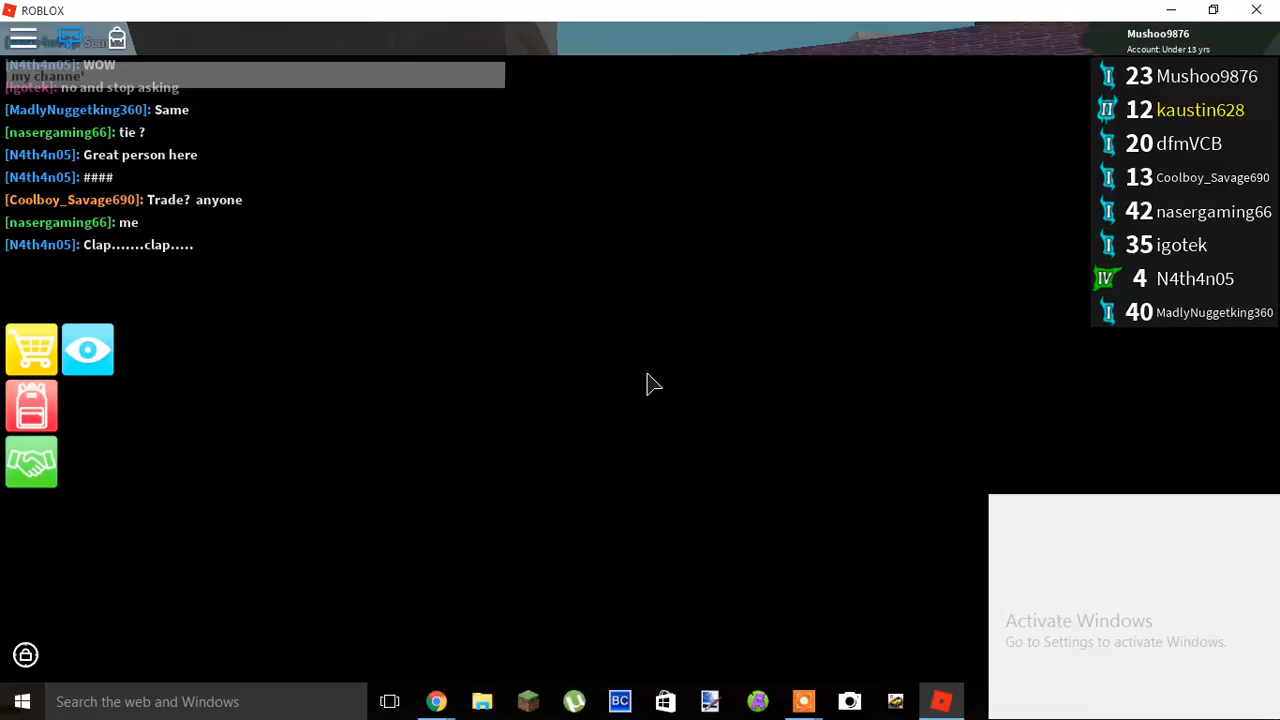 ROBLOX
Mushoo9876
Account: Under 13 yrs
[N4th4n05]: WOW
my channe'
[igotek]: no and stop asking
[MadlyNuggetking360]: Same
[nasergaming66]: tie ?
[N4th4n05]: Great person here
[N4th4n05]: ####
[Coolboy_Savage690]: Trade?  anyone
[nasergaming66]: me
[N4th4n05]: Clap.......clap.....
I 23 Mushoo9876
II 12 kaustin628
I 20 dfmVCB
I 13 Coolboy_Savage690
I 42 nasergaming66
I 35 igotek
IV 4 N4th4n05
I 40 MadlyNuggetking360
Activate Windows
Go to Settings to activate Windows.
Search the web and Windows
BC